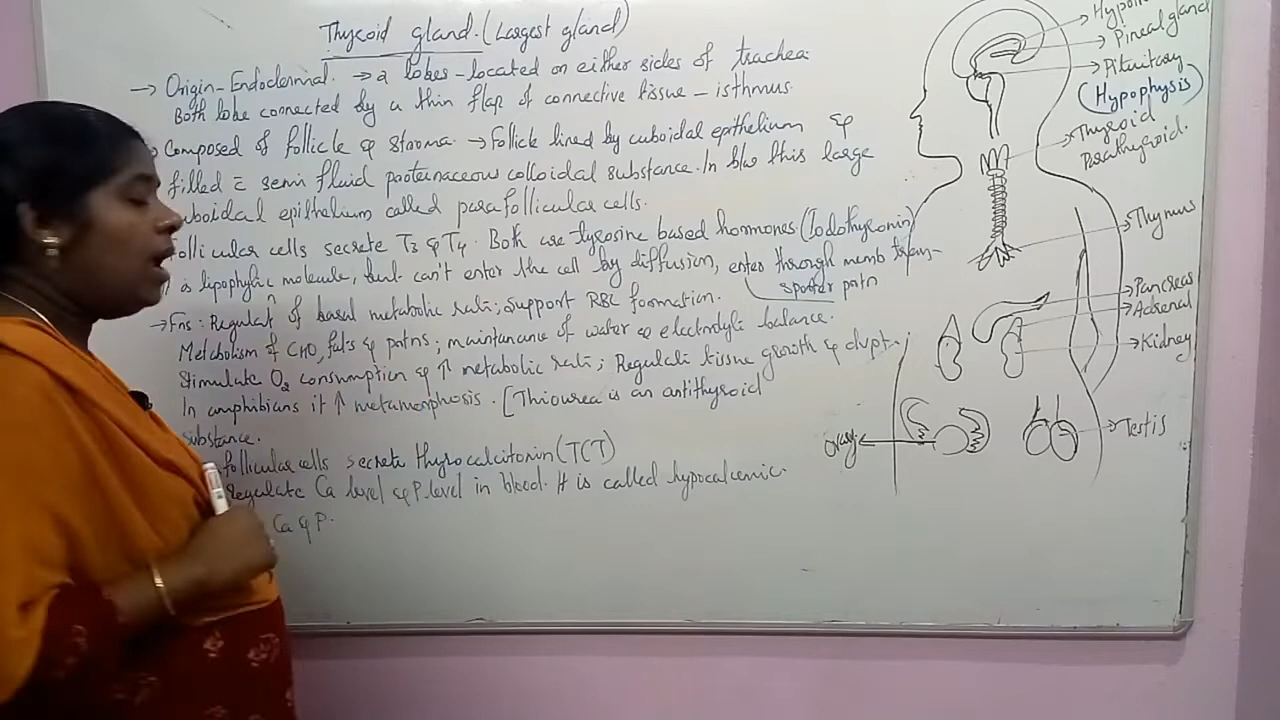 Thyroid gland. (Largest gland)
→ Origin - Endodermal. → 2 lobes - located on either sides of trachea.
Both lobe connected by a thin flap of connective tissue - isthmus.
Composed of follicle & stroma. → Follicle lined by cuboidal epithelium &
filled = semi fluid proteinaceous colloidal substance. In b/w this large
cuboidal epithelium called parafollicular cells.
Follicular cells secrete T3 & T4. Both are tyrosine based hormones. (Iodothyronin)
is lipophylic molecule, but can't enter the cell by diffusion, enter through memb tran-
sporter protn
→ Fns: Regulatn of basal metabolic rate; support RBC formation.
Metabolism of CHO, fats & protns; maintanance of water & electrolyte balance.
Stimulate O2 consumption & ↑ metabolic rate; Regulate tissue growth & dvpt.
In amphibians it ↑ metamorphosis. [Thiourea is an antithyroid
substance.
follicular cells secrete thyrocalcitonin (TCT)
Regulate Ca level & P level in blood. It is called hypocalcemic
Ca & P.
Pineal gland
Pituitary
(Hypophysis)
Thyroid
Parathyroid.
Thymus
Pancreas
Adrenal
Kidney
Testis
Ovary